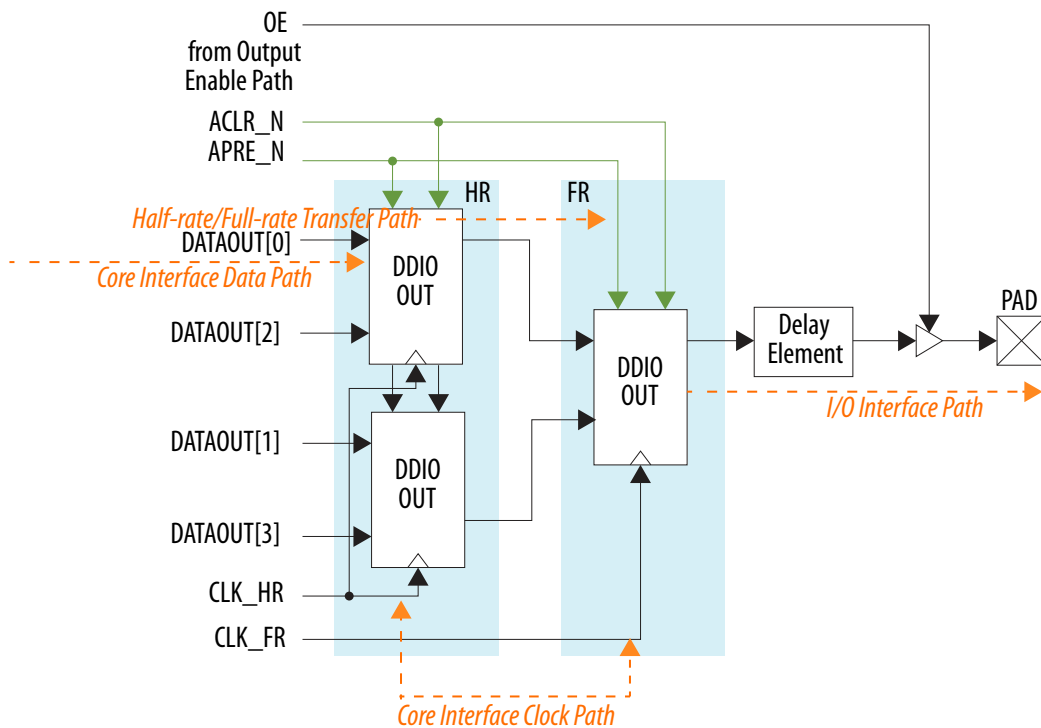 OE
from Output
Enable Path
ACLR_N
APRE_N
HR
FR
Half-rate/Full-rate Transfer Path
DATAOUT[0]
Core Interface Data Path
DDIO
OUT
DATAOUT[2]
Delay
Element
PAD
DDIO
OUT
I/O Interface Path
DATAOUT[1]
DDIO
OUT
DATAOUT[3]
CLK_HR
CLK_FR
Core Interface Clock Path